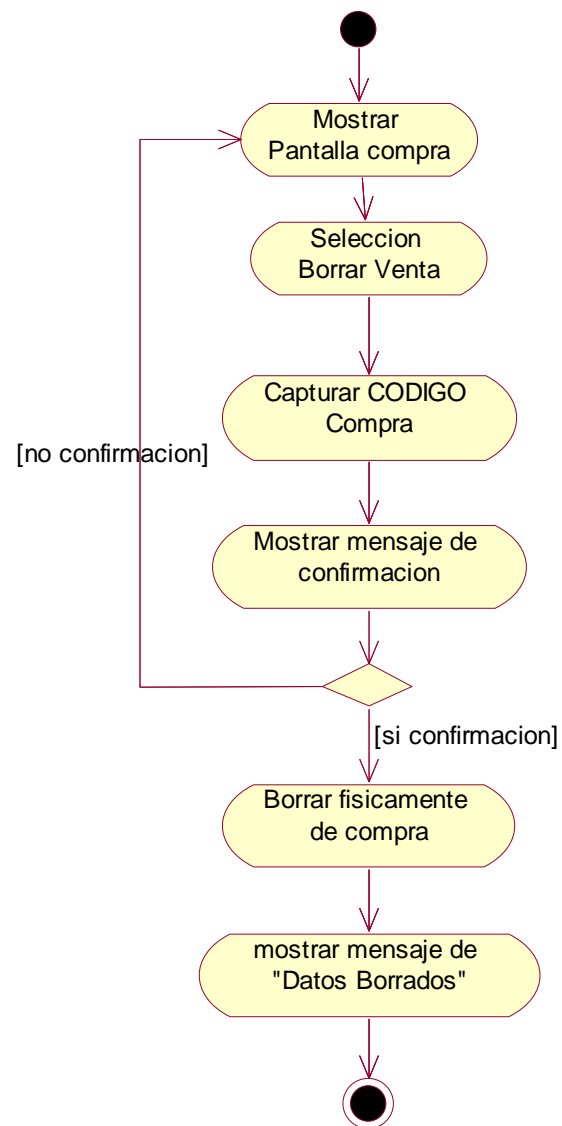 Mostrar
Pantalla compra
Seleccion
Borrar Venta
Capturar CODIGO
Compra
[no confirmacion]
Mostrar mensaje de
confirmacion
[si confirmacion]
Borrar fisicamente
de compra
mostrar mensaje de
"Datos Borrados"